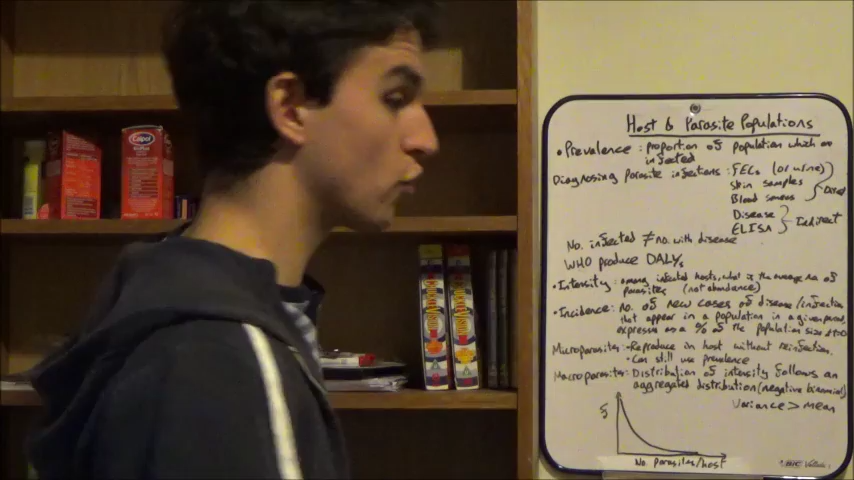 Host & Parasite Populations
• Prevalence: proportion of population which are
infected
Diagnosing parasite infections: FECs (or urine)
Skin samples
Blood smears
Direct
Disease
ELISA
Indirect
No. infected ≠ no. with disease
WHO produce DALYs
• Intensity: among infected hosts, what is the average no. of
parasites (not abundance)
• Incidence: no. of new cases of disease/infection
that appear in a population in a given period,
expressed as a % of the population size at t=0
Microparasites: • Reproduce in host without reinfection.
• Can still use prevalence
Macroparasites: Distribution of intensity follows an
aggregated distribution (negative binomial)
Variance > mean
No. parasites/host
BIC Velleda
Calpol